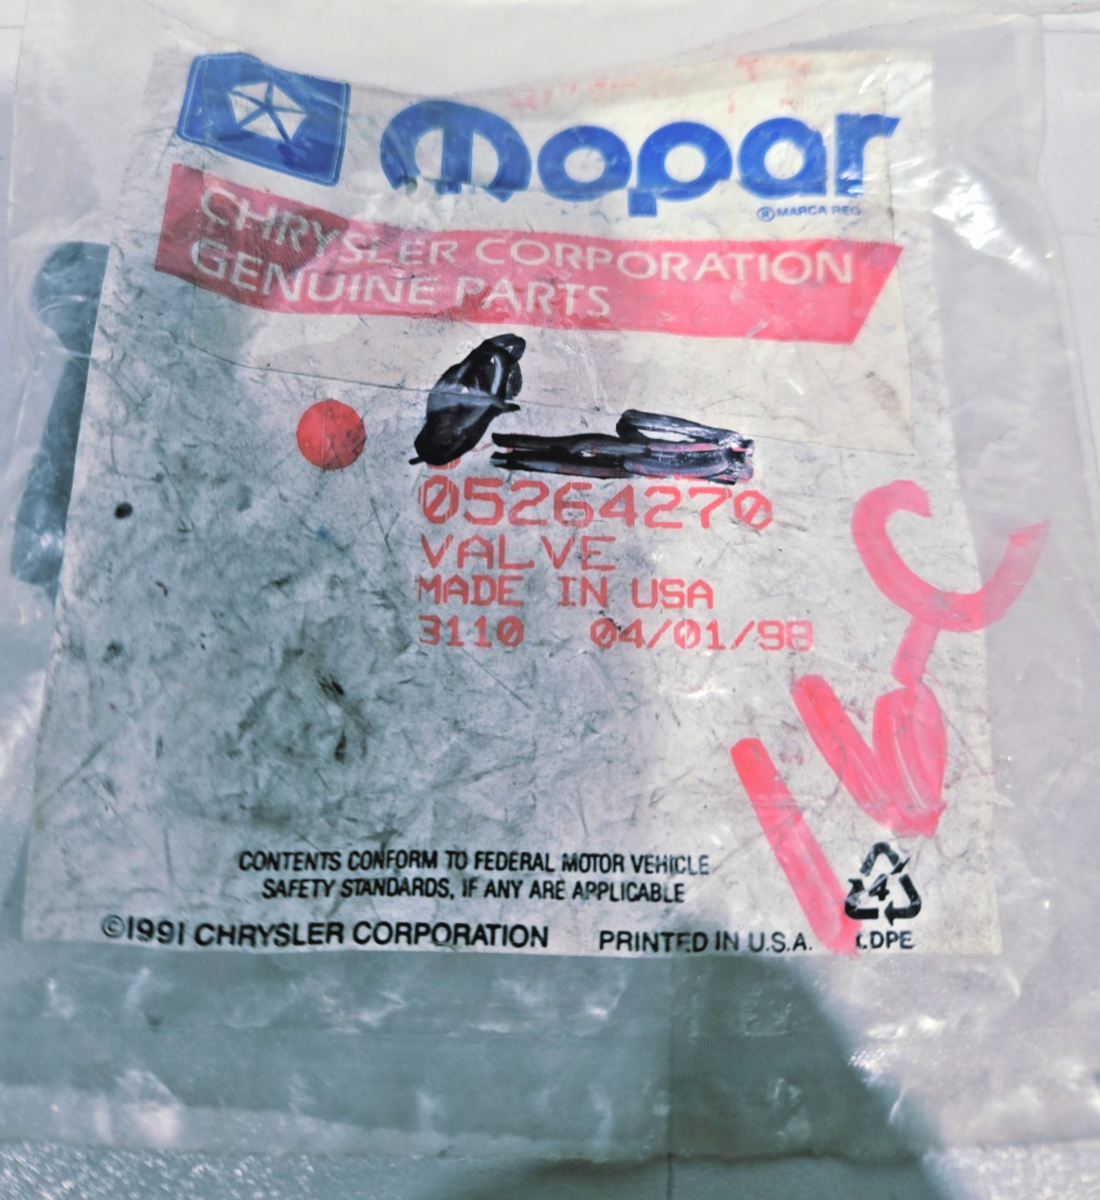 mopar
® MARCA REG
CHRYSLER CORPORATION
GENUINE PARTS
05264270
VALVE
MADE IN USA
3110 04/01/98
CONTENTS CONFORM TO FEDERAL MOTOR VEHICLE
SAFETY STANDARDS, IF ANY ARE APPLICABLE
4
©1991 CHRYSLER CORPORATION PRINTED IN U.S.A. LDPE